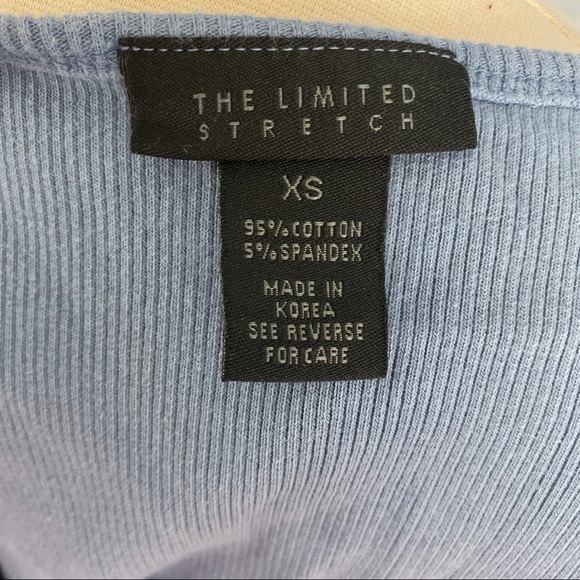 THE LIMITED
STRETCH
XS
95%COTTON
5%SPANDEX
MADE IN
KOREA
SEE REVERSE
FOR CARE